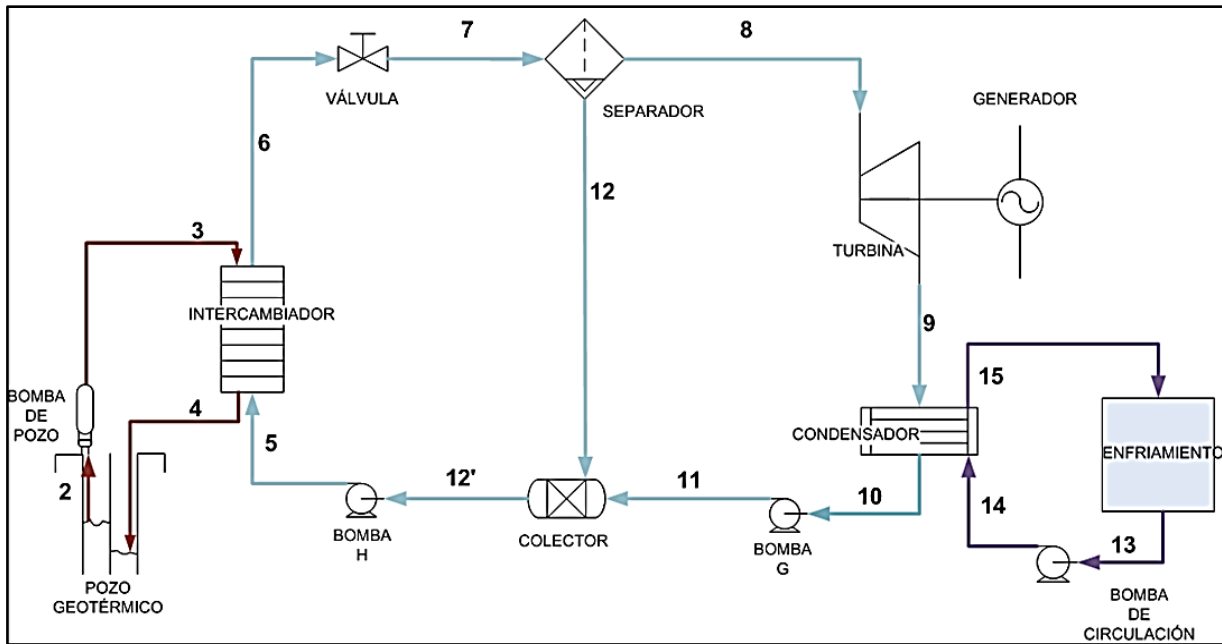 7
8
VÁLVULA
SEPARADOR
GENERADOR
6
12
3
TURBINA
INTERCAMBIADOR
9
15
BOMBA
DE
POZO
4
CONDENSADOR
ENFRIAMIENTO
5
2
12'
11
10
14
13
BOMBA
H
COLECTOR
BOMBA
G
POZO
GEOTÉRMICO
BOMBA
DE
CIRCULACIÓN